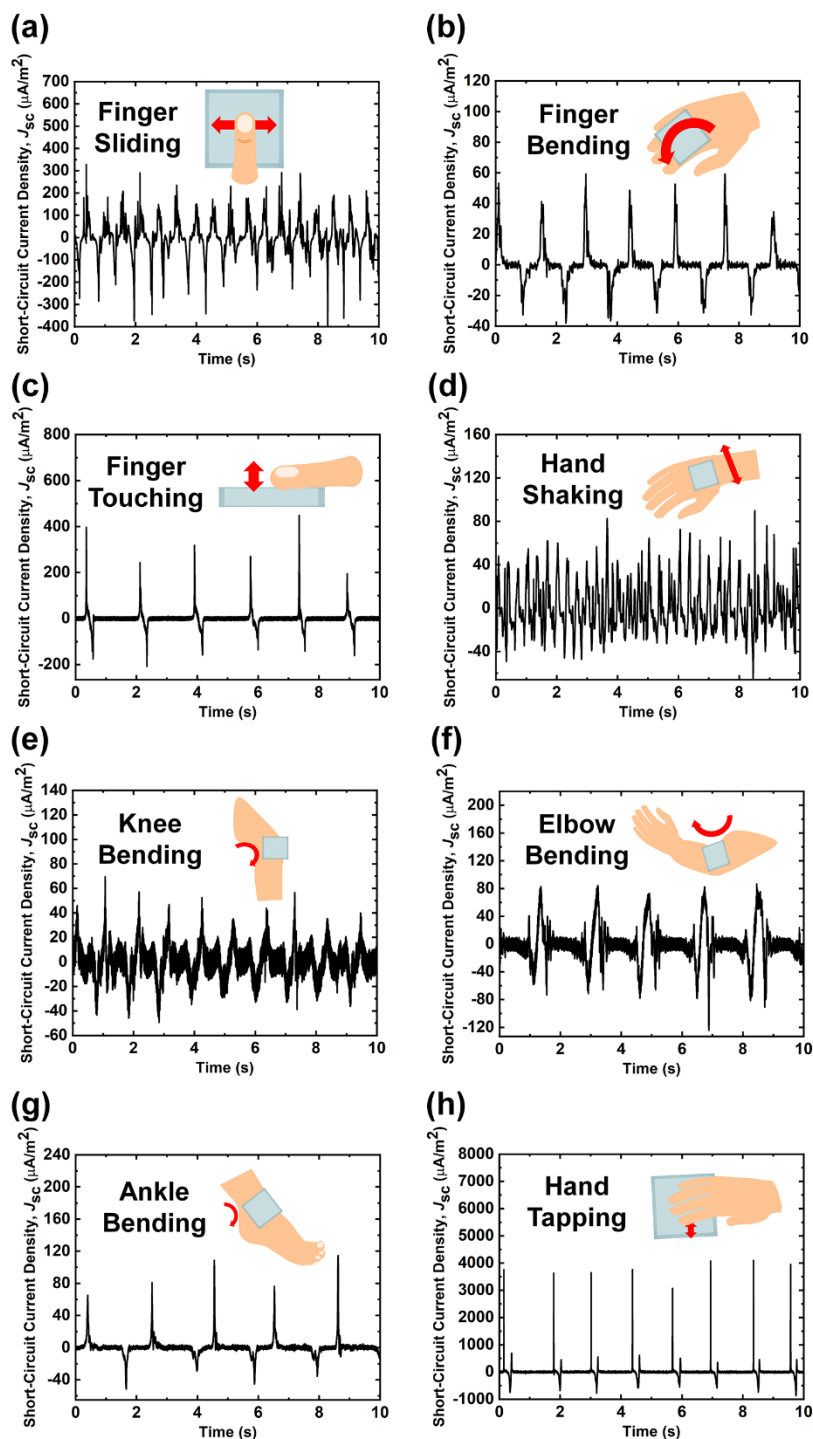 (a)
Short-Circuit Current Density, JSC (μA/m²)
700
600
500
400
300
200
100
0
-100
-200
-300
-400
Finger
Sliding
0 2 4 6 8 10
Time (s)
(b)
Short-Circuit Current Density, JSC (μA/m²)
120
100
80
60
40
20
0
-20
-40
Finger
Bending
0 2 4 6 8 10
Time (s)
(c)
Short-Circuit Current Density, JSC (μA/m²)
800
600
400
200
0
-200
Finger
Touching
0 2 4 6 8 10
Time (s)
(d)
Short-Circuit Current Density, JSC (μA/m²)
160
120
80
40
0
-40
Hand
Shaking
0 2 4 6 8 10
Time (s)
(e)
Short-Circuit Current Density, JSC (μA/m²)
140
120
100
80
60
40
20
0
-20
-40
-60
Knee
Bending
0 2 4 6 8 10
Time (s)
(f)
Short-Circuit Current Density, JSC (μA/m²)
200
160
120
80
40
0
-40
-80
-120
Elbow
Bending
0 2 4 6 8 10
Time (s)
(g)
Short-Circuit Current Density, JSC (μA/m²)
240
200
160
120
80
40
0
-40
Ankle
Bending
0 2 4 6 8 10
Time (s)
(h)
Short-Circuit Current Density, JSC (μA/m²)
8000
7000
6000
5000
4000
3000
2000
1000
0
-1000
Hand
Tapping
0 2 4 6 8 10
Time (s)